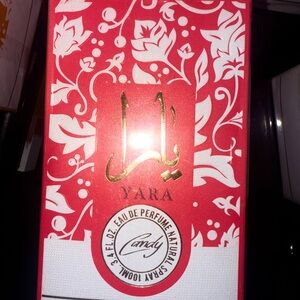 يارا
YARA
3.4 FL.OZ. EAU DE PERFUME NATURAL SPRAY 100ML
Candy